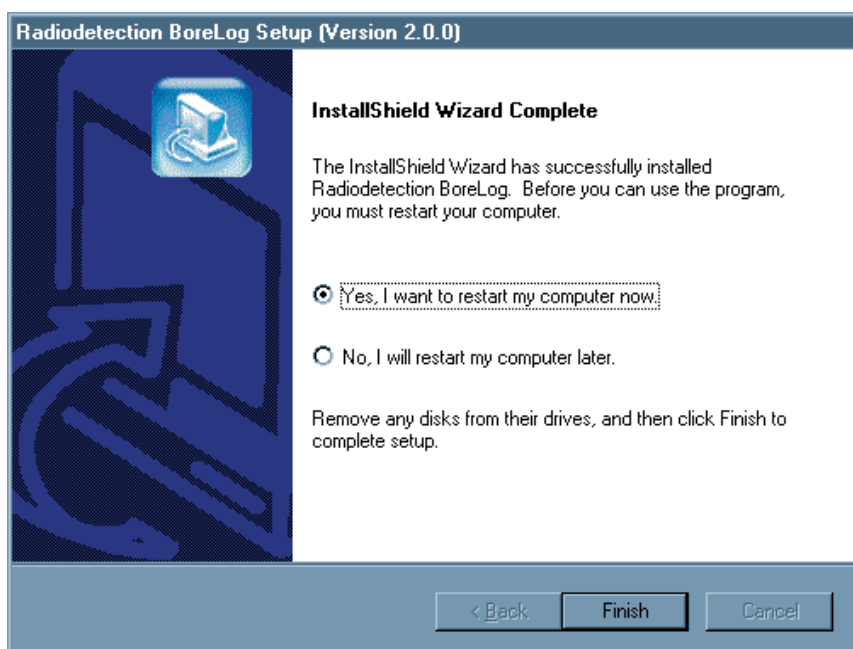 Radiodetection BoreLog Setup (Version 2.0.0)
InstallShield Wizard Complete
The InstallShield Wizard has successfully installed
Radiodetection BoreLog.  Before you can use the program,
you must restart your computer.
Yes, I want to restart my computer now.
No, I will restart my computer later.
Remove any disks from their drives, and then click Finish to
complete setup.
< Back
Finish
Cancel